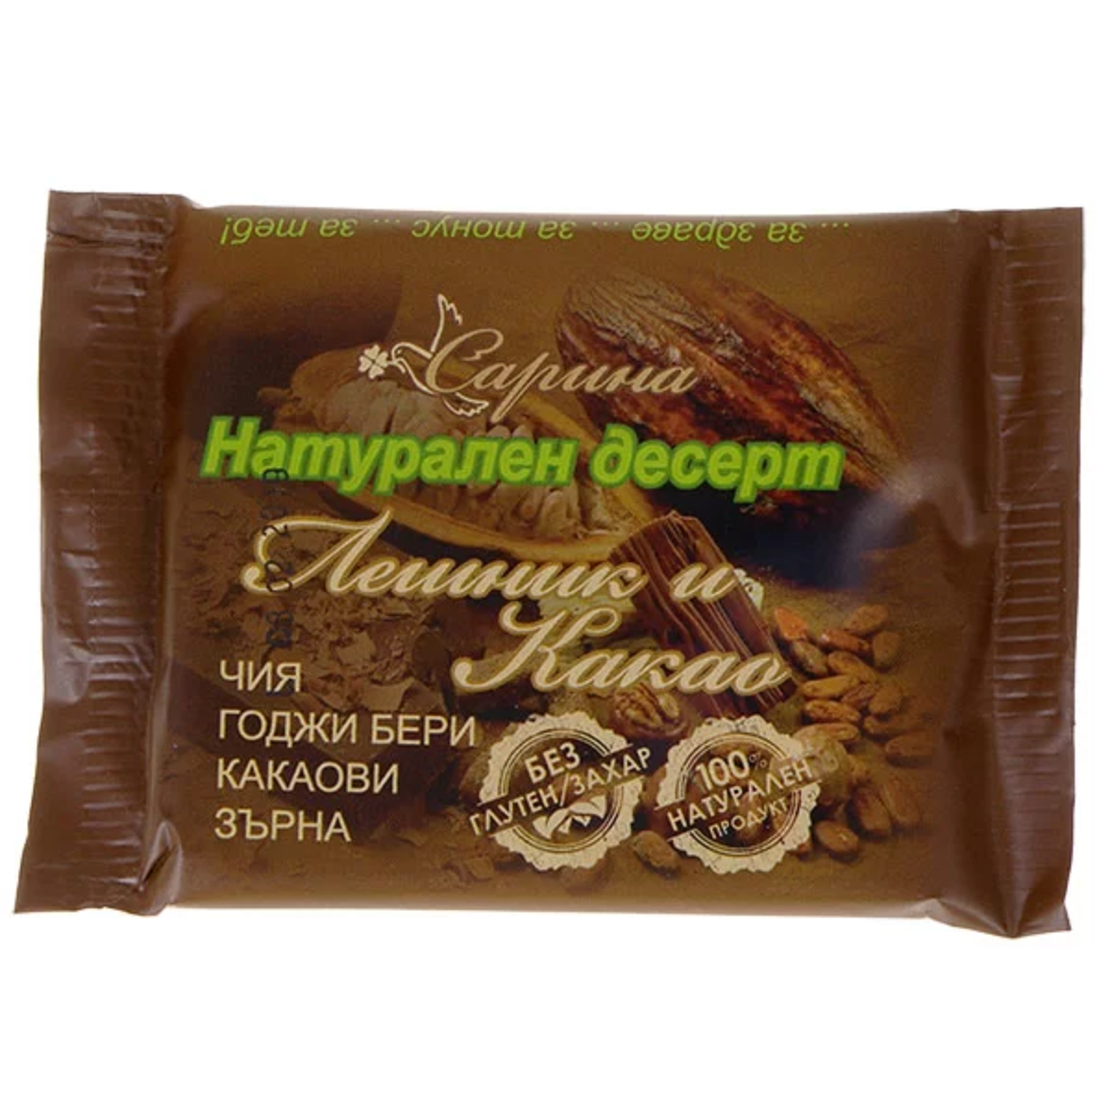 ... за здраве ... за тонус ... за теб!
Сарина
Натурален десерт
Лешник и
Какао
ЧИЯ
ГОДЖИ БЕРИ
КАКАОВИ
ЗЪРНА
БЕЗ
ГЛУТЕН/ЗАХАР
100%
НАТУРАЛЕН
ПРОДУКТ